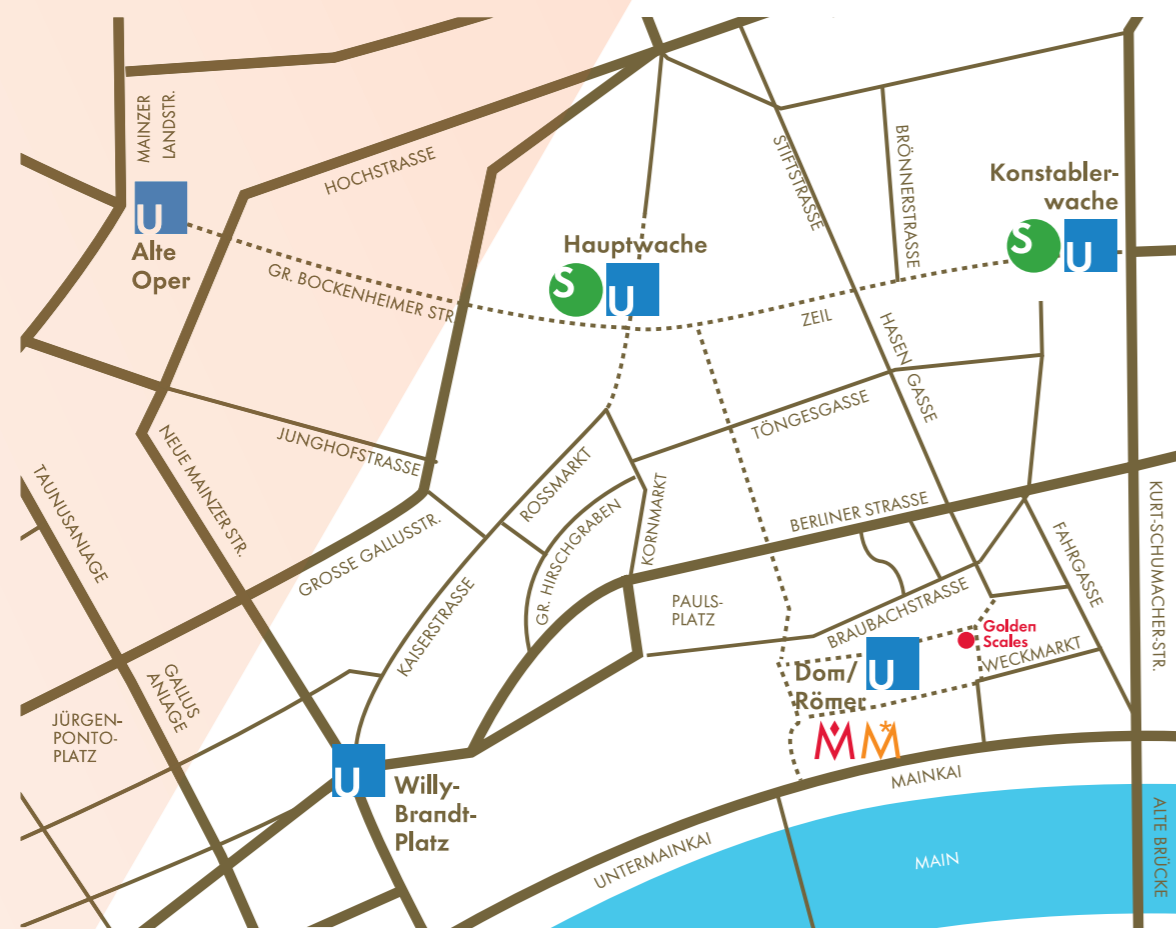 MAINZER
LANDSTR.
HOCHSTRASSE
STIFTSTRASSE
BRÖNNERSTRASSE
Konstabler-
wache
S
U
U
Alte
Oper
Hauptwache
S
U
GR. BOCKENHEIMER STR.
ZEIL
HASEN GASSE
TÖNGESGASSE
JUNGHOFSTRASSE
NEUE MAINZER STR.
TAUNUSANLAGE
ROSSMARKT
KORNMARKT
GR. HIRSCHGRABEN
GROSSE GALLUSSTR.
KAISERSTRASSE
BERLINER STRASSE
KURT-SCHUMACHER-STR.
FAHRGASSE
PAULS-
PLATZ
BRAUBACHSTRASSE
Golden
Scales
WECKMARKT
Dom/
Römer
U
M M
GALLUS
ANLAGE
JÜRGEN-
PONTO-
PLATZ
U
Willy-
Brandt-
Platz
MAINKAI
UNTERMAINKAI
MAIN
ALTE BRÜCKE